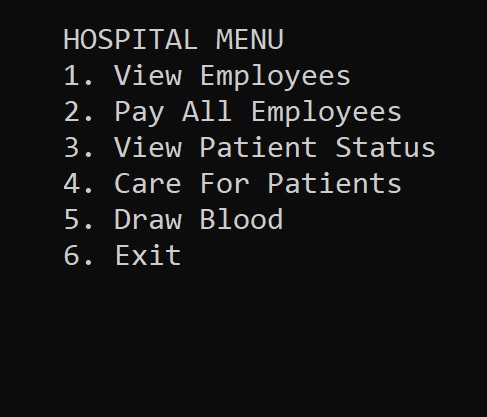 HOSPITAL MENU
1. View Employees
2. Pay All Employees
3. View Patient Status
4. Care For Patients
5. Draw Blood
6. Exit